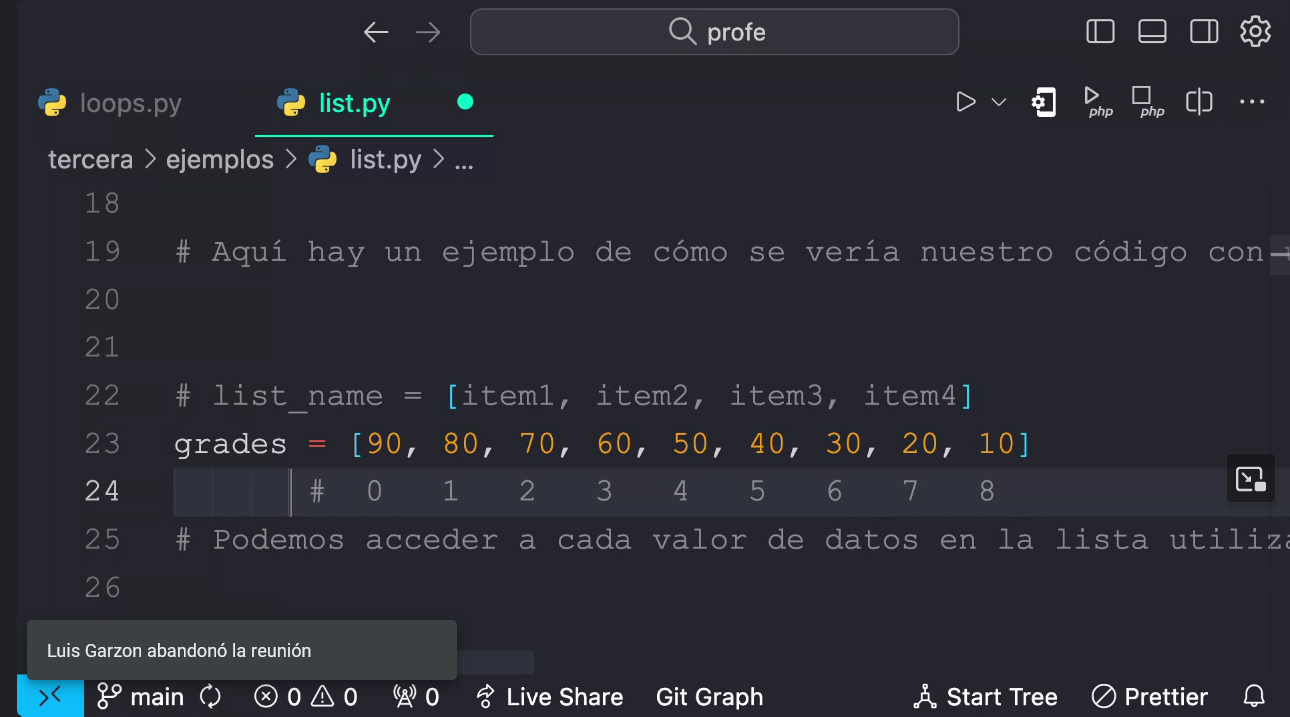 profe
loops.py
list.py
php
php
tercera > ejemplos > list.py > ...
18
19 # Aquí hay un ejemplo de cómo se vería nuestro código con
20
21
22 # list_name = [item1, item2, item3, item4]
23 grades = [90, 80, 70, 60, 50, 40, 30, 20, 10]
24 # 0 1 2 3 4 5 6 7 8
25 # Podemos acceder a cada valor de datos en la lista
26
Luis Garzon abandonó la reunión
main 0 0 0 Live Share Git Graph Start Tree Prettier